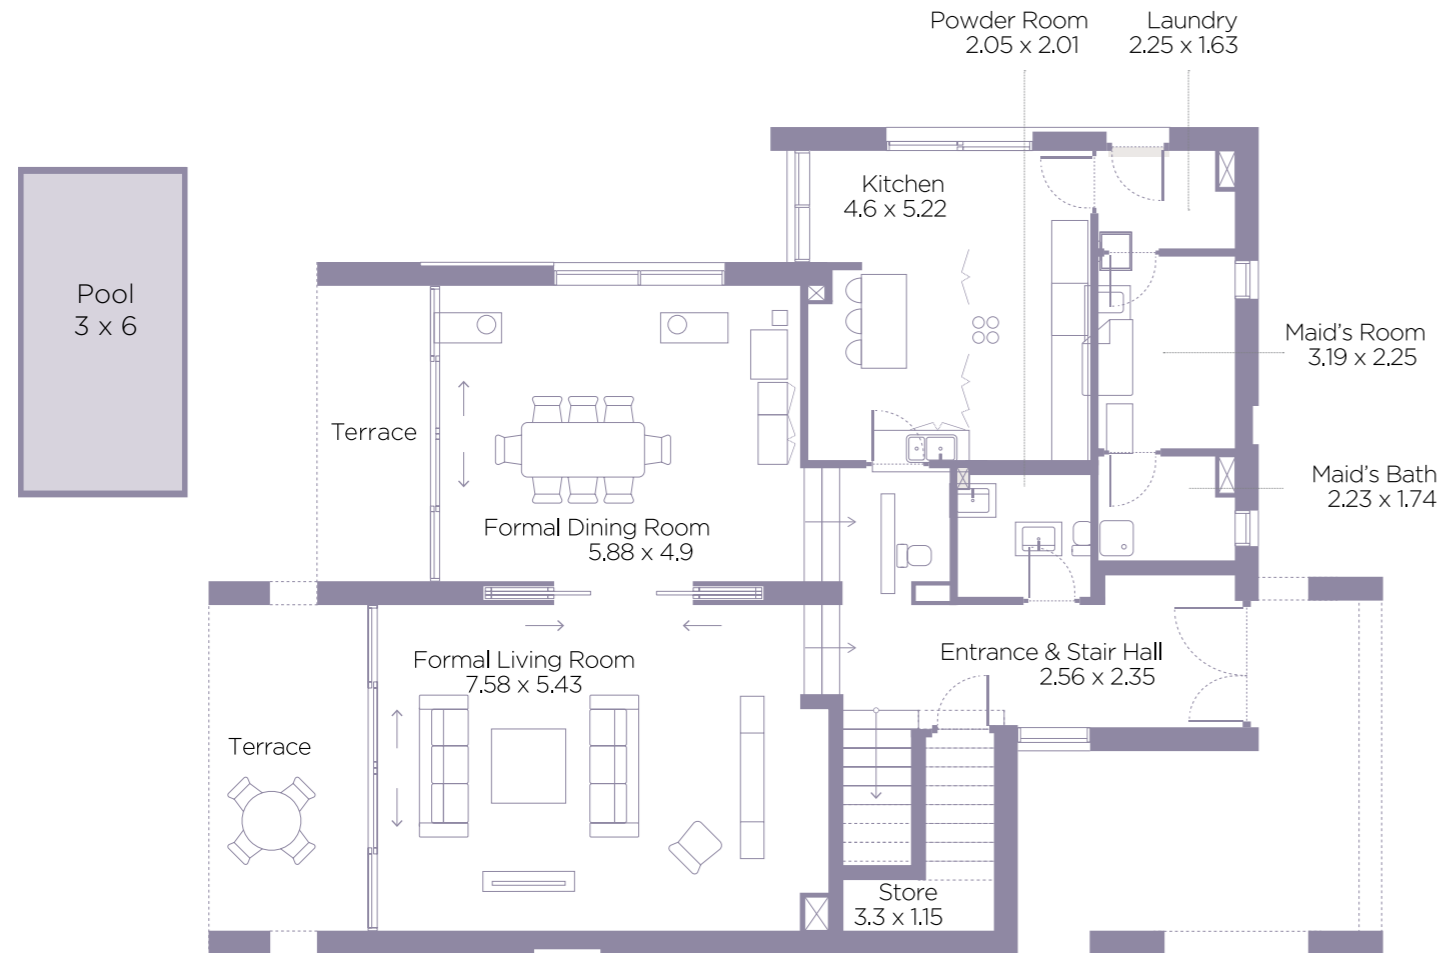 Powder Room
2.05 x 2.01
Laundry
2.25 x 1.63
Kitchen
4.6 x 5.22
Pool
3 x 6
Maid's Room
3.19 x 2.25
Terrace
Maid's Bath
2.23 x 1.74
Formal Dining Room
5.88 x 4.9
Entrance & Stair Hall
2.56 x 2.35
Formal Living Room
7.58 x 5.43
Terrace
Store
3.3 x 1.15